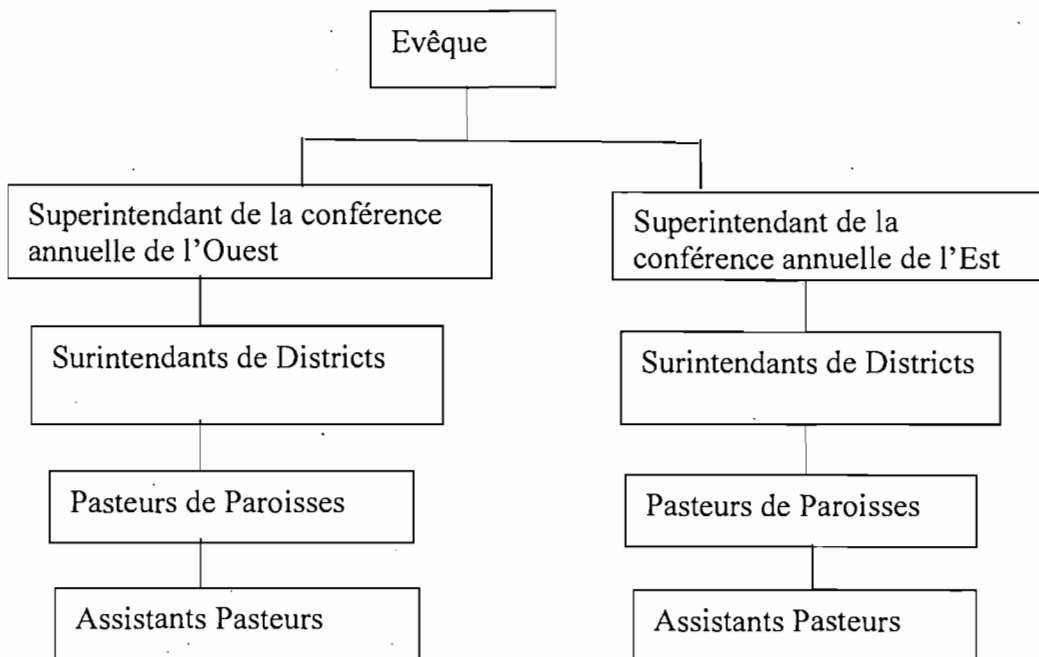 Evêque
Superintendant de la conférence
annuelle de l'Ouest
Superintendant de la
conférence annuelle de l'Est
Surintendants de Districts
Surintendants de Districts
Pasteurs de Paroisses
Pasteurs de Paroisses
Assistants Pasteurs
Assistants Pasteurs